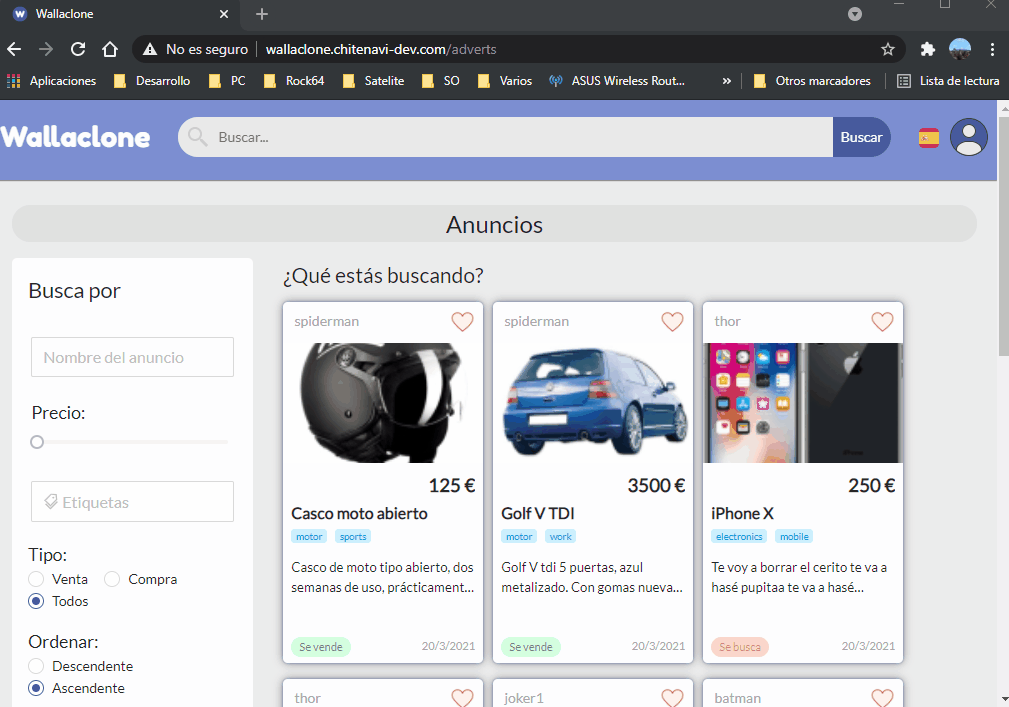 Wallaclone
No es seguro wallaclone.chitenavi-dev.com/adverts
Aplicaciones Desarrollo PC Rock64 Satelite SO Varios ASUS Wireless Rout... » Otros marcadores Lista de lectura
Wallaclone Buscar... Buscar
Anuncios
Busca por
Nombre del anuncio
Precio:
Etiquetas
Tipo:
Venta Compra
Todos
Ordenar:
Descendente
Ascendente
¿Qué estás buscando?
spiderman
125 €
Casco moto abierto
motor sports
Casco de moto tipo abierto, dos
semanas de uso, prácticament...
Se vende 20/3/2021
spiderman
3500 €
Golf V TDI
motor work
Golf V tdi 5 puertas, azul
metalizado. Con gomas nueva...
Se vende 20/3/2021
thor
250 €
iPhone X
electronics mobile
Te voy a borrar el cerito te va a
hasé pupitaa te va a hasé...
Se busca 20/3/2021
thor
joker1
batman